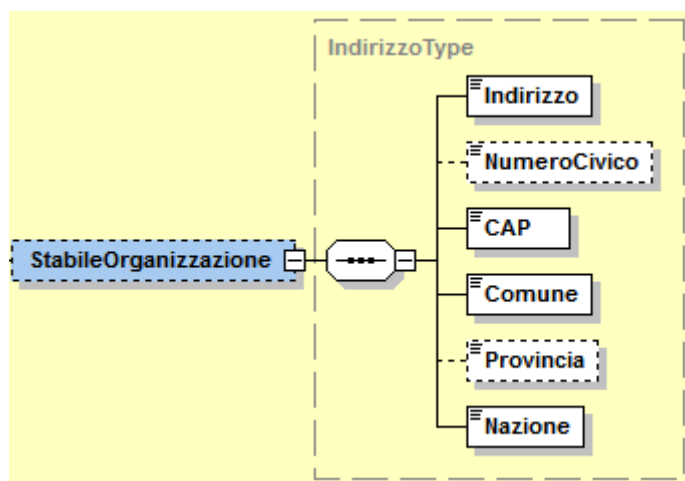 IndirizzoType
Indirizzo
NumeroCivico
CAP
StabileOrganizzazione
Comune
Provincia
Nazione